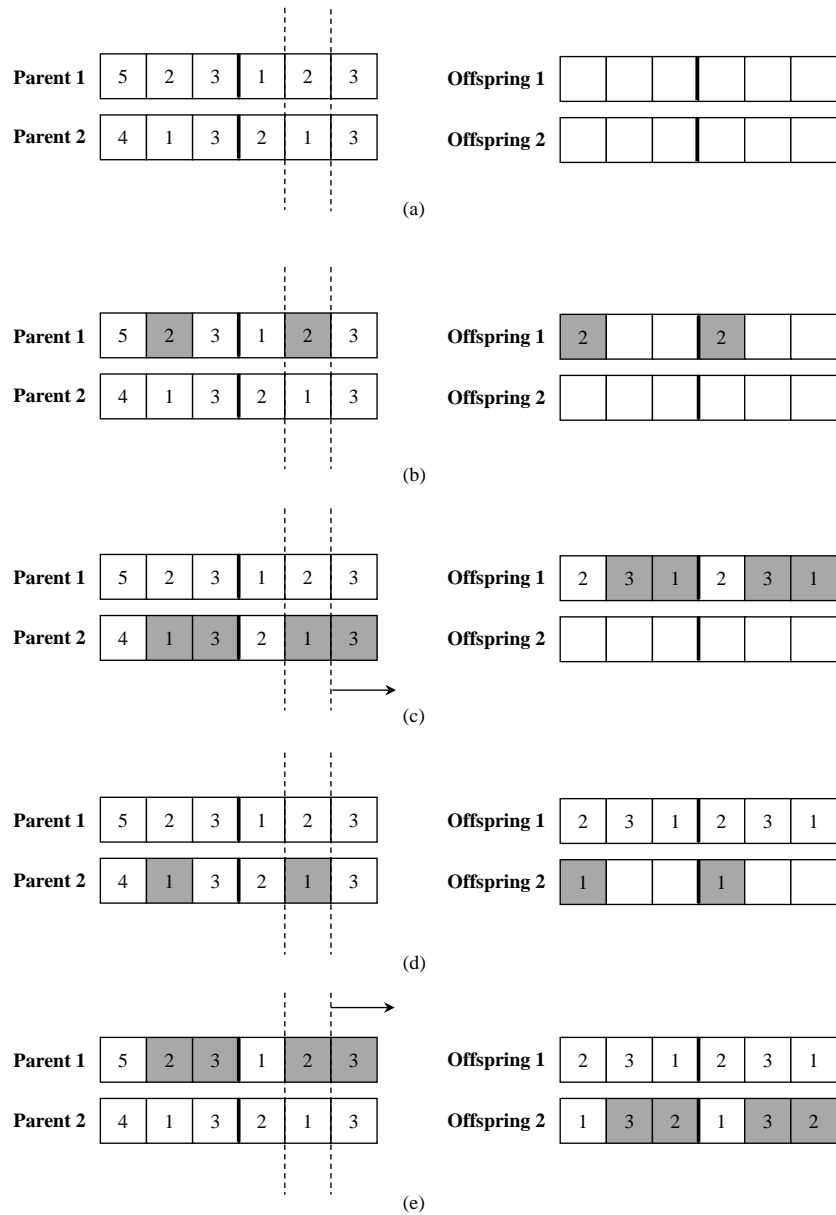 Parent 1 5 2 3 1 2 3 Offspring 1
Parent 2 4 1 3 2 1 3 Offspring 2
(a)
Parent 1 5 2 3 1 2 3 Offspring 1 2 2
Parent 2 4 1 3 2 1 3 Offspring 2
(b)
Parent 1 5 2 3 1 2 3 Offspring 1 2 3 1 2 3 1
Parent 2 4 1 3 2 1 3 Offspring 2
(c)
Parent 1 5 2 3 1 2 3 Offspring 1 2 3 1 2 3 1
Parent 2 4 1 3 2 1 3 Offspring 2 1 1
(d)
Parent 1 5 2 3 1 2 3 Offspring 1 2 3 1 2 3 1
Parent 2 4 1 3 2 1 3 Offspring 2 1 3 2 1 3 2
(e)